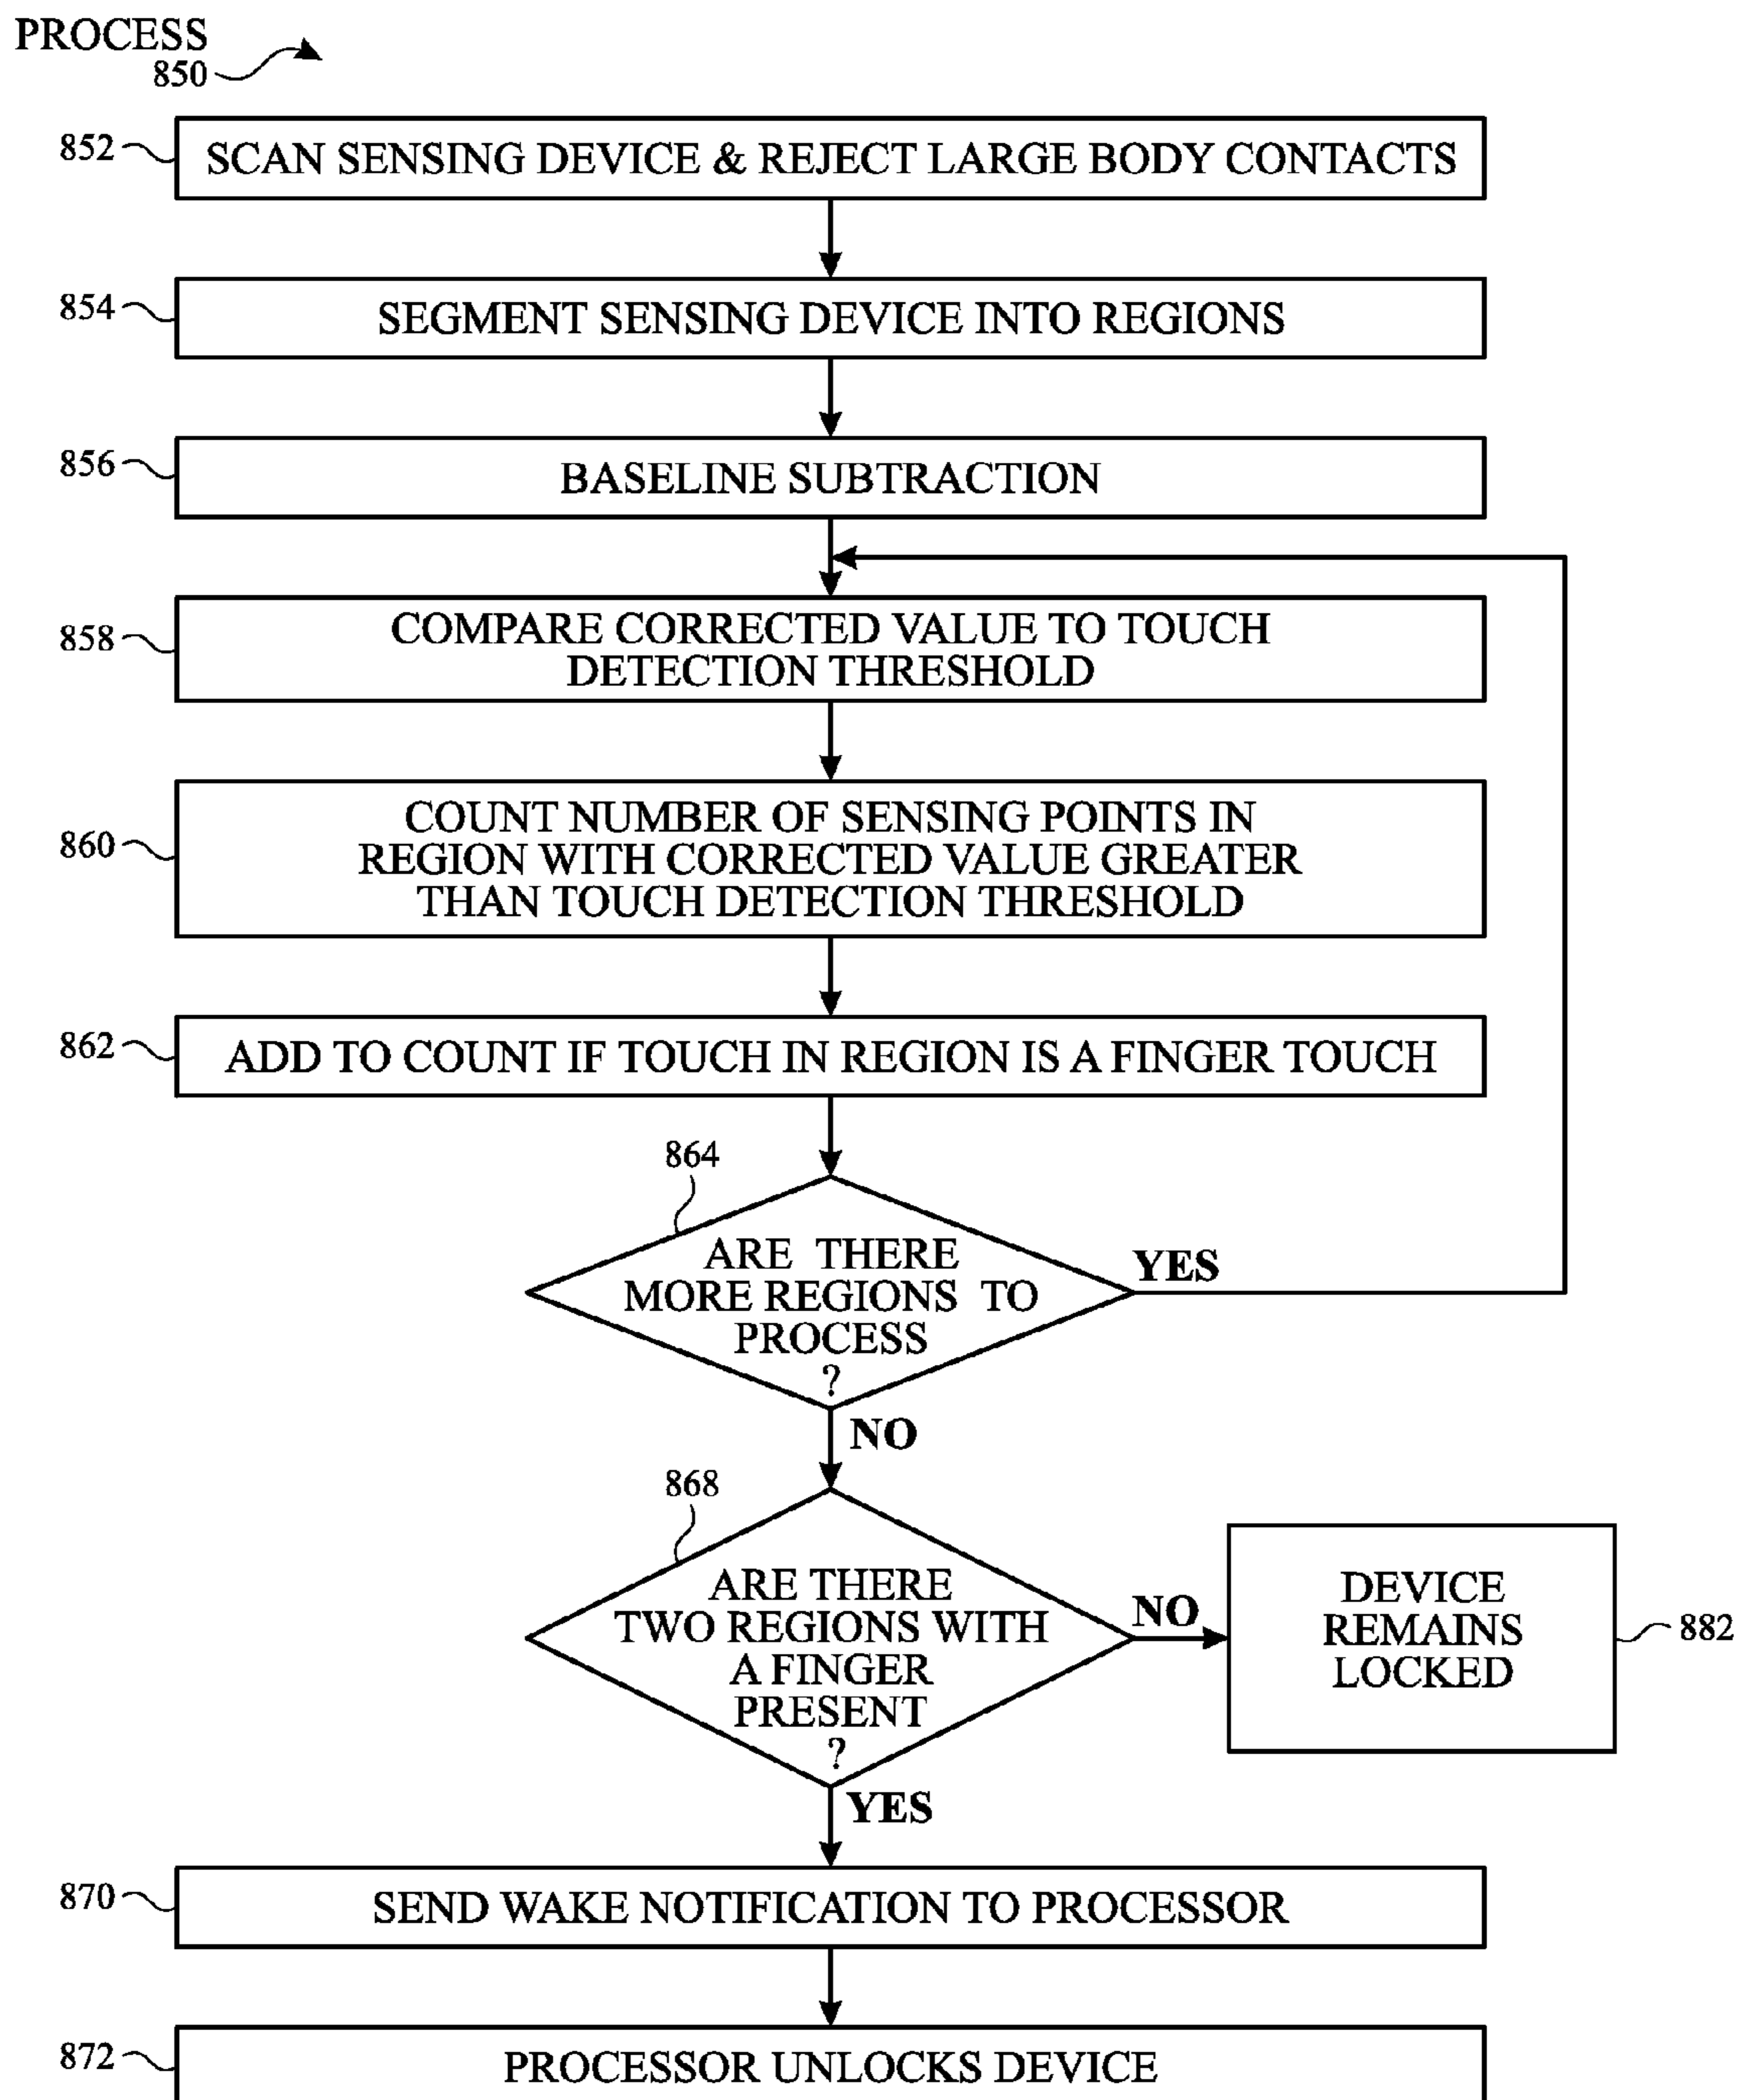 PROCESS
850
852
SCAN SENSING DEVICE & REJECT LARGE BODY CONTACTS
854
SEGMENT SENSING DEVICE INTO REGIONS
856
BASELINE SUBTRACTION
858
COMPARE CORRECTED VALUE TO TOUCH
DETECTION THRESHOLD
860
COUNT NUMBER OF SENSING POINTS IN
REGION WITH CORRECTED VALUE GREATER
THAN TOUCH DETECTION THRESHOLD
862
ADD TO COUNT IF TOUCH IN REGION IS A FINGER TOUCH
864
ARE THERE
MORE REGIONS TO
PROCESS
?
YES
NO
868
ARE THERE
TWO REGIONS WITH
A FINGER
PRESENT
?
NO
DEVICE
REMAINS
LOCKED
882
YES
870
SEND WAKE NOTIFICATION TO PROCESSOR
872
PROCESSOR UNLOCKS DEVICE